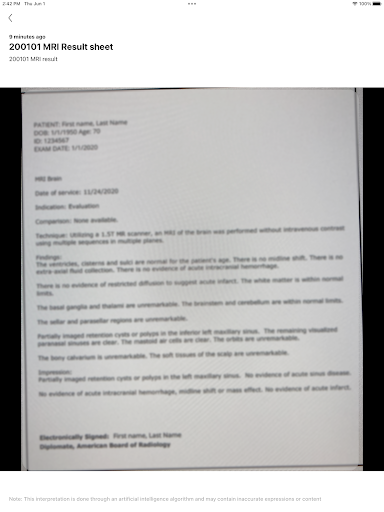 2:42 PM Thu Jun 1
100%
9 minutes ago
200101 MRI Result sheet
200101 MRI result
PATIENT: First name, Last Name
DOB: 1/1/1950 Age: 70
ID: 1234567
EXAM DATE: 1/1/2020
MRI Brain
Date of service: 11/24/2020
Indication: Evaluation
Comparison: None available.
Technique: Utilizing a 1.5T MR scanner, an MRI of the brain was performed without intravenous contrast
using multiple sequences in multiple planes.
Findings:
The ventricles, cisterns and sulci are normal for the patient's age. There is no midline shift. There is no
extra axial fluid collection. There is no evidence of acute intracranial hemorrhage.
There is no evidence of restricted diffusion to suggest acute infarct. The white matter is within normal
limits.
The basal ganglia and thalami are unremarkable. The brainstem and cerebellum are within normal limits.
The sellar and parasellar regions are unremarkable.
Partially imaged retention cysts or polyps in the inferior left maxillary sinus. The remaining visualized
paranasal sinuses are clear. The mastoid air cells are clear. The orbits are unremarkable.
The bony calvarium is unremarkable. The soft tissues of the scalp are unremarkable.
Impression:
Partially imaged retention cysts or polyps in the left maxillary sinus. No evidence of acute sinus disease.
No evidence of acute intracranial hemorrhage, midline shift or mass effect. No evidence of acute infarct.
Electronically Signed: First name, Last Name
Diplomate, American Board of Radiology
Note: This interpretation is done through an artificial intelligence algorithm and may contain inaccurate expressions or content